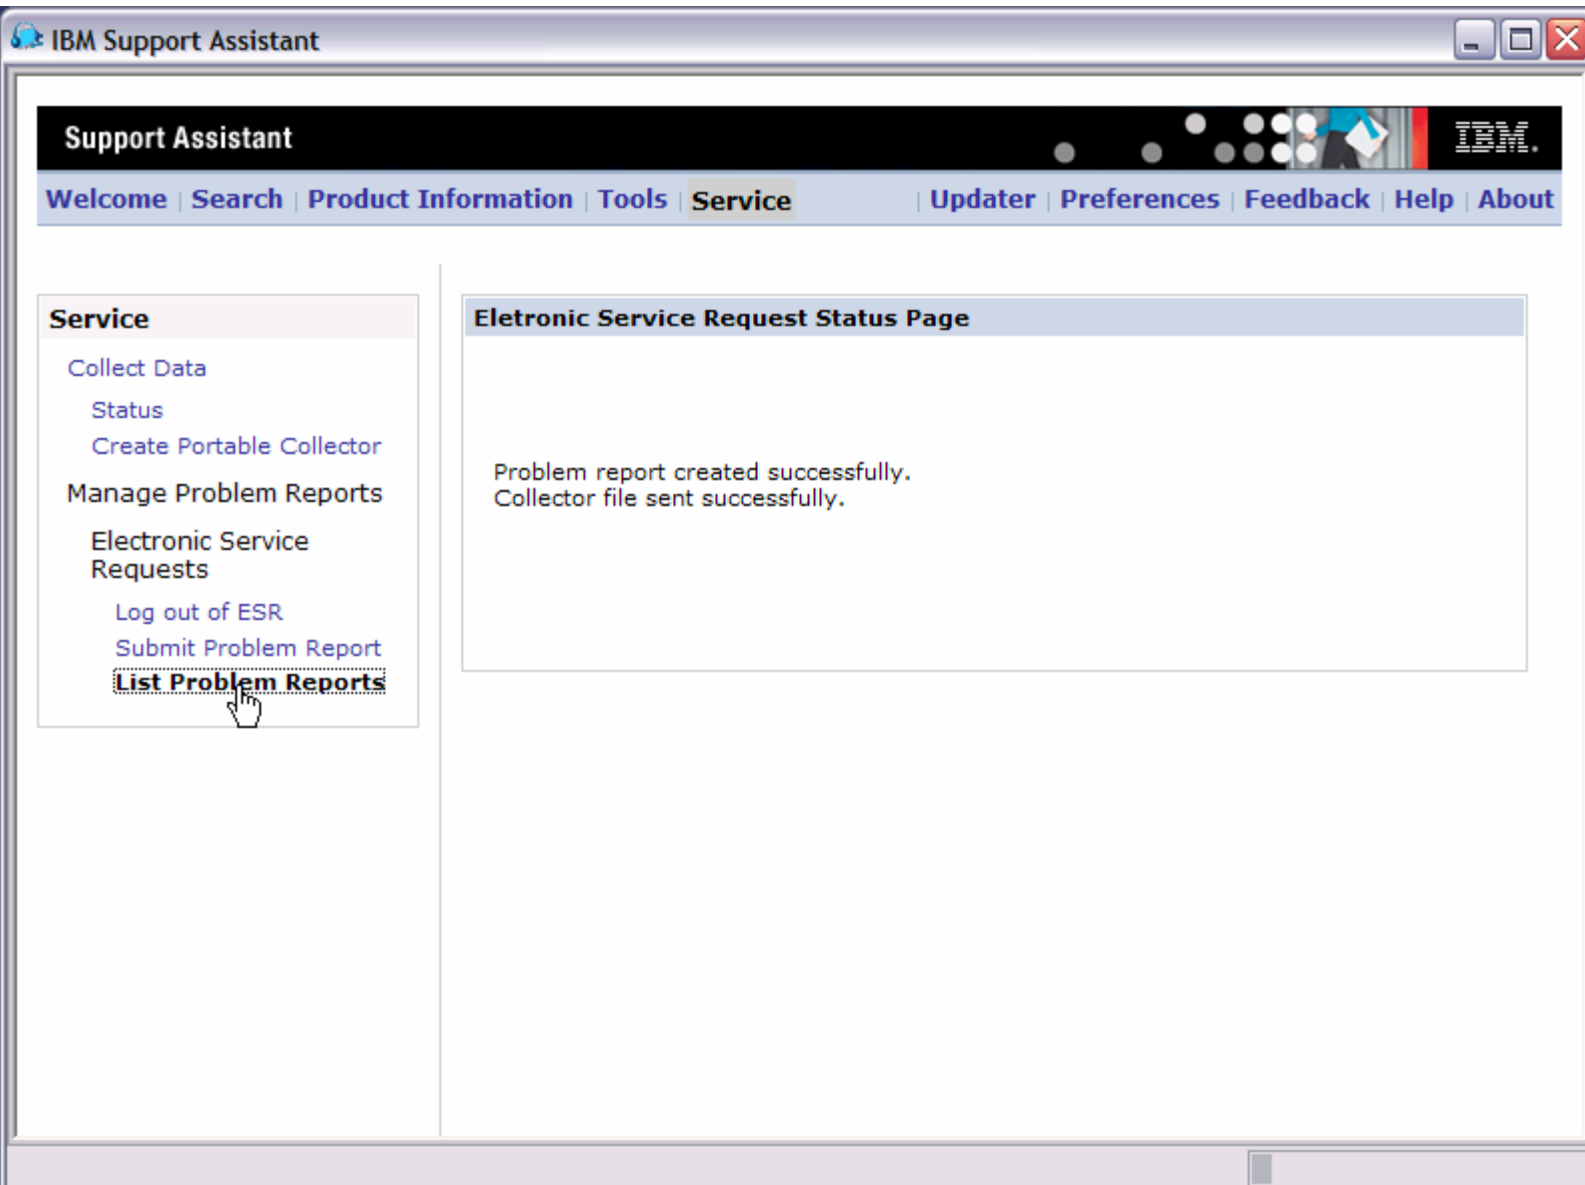 IBM Support Assistant
Support Assistant
IBM.
Welcome | Search | Product Information | Tools | Service | Updater | Preferences | Feedback | Help | About
Service
Collect Data
Status
Create Portable Collector
Manage Problem Reports
Electronic Service
Requests
Log out of ESR
Submit Problem Report
List Problem Reports
Eletronic Service Request Status Page
Problem report created successfully.
Collector file sent successfully.